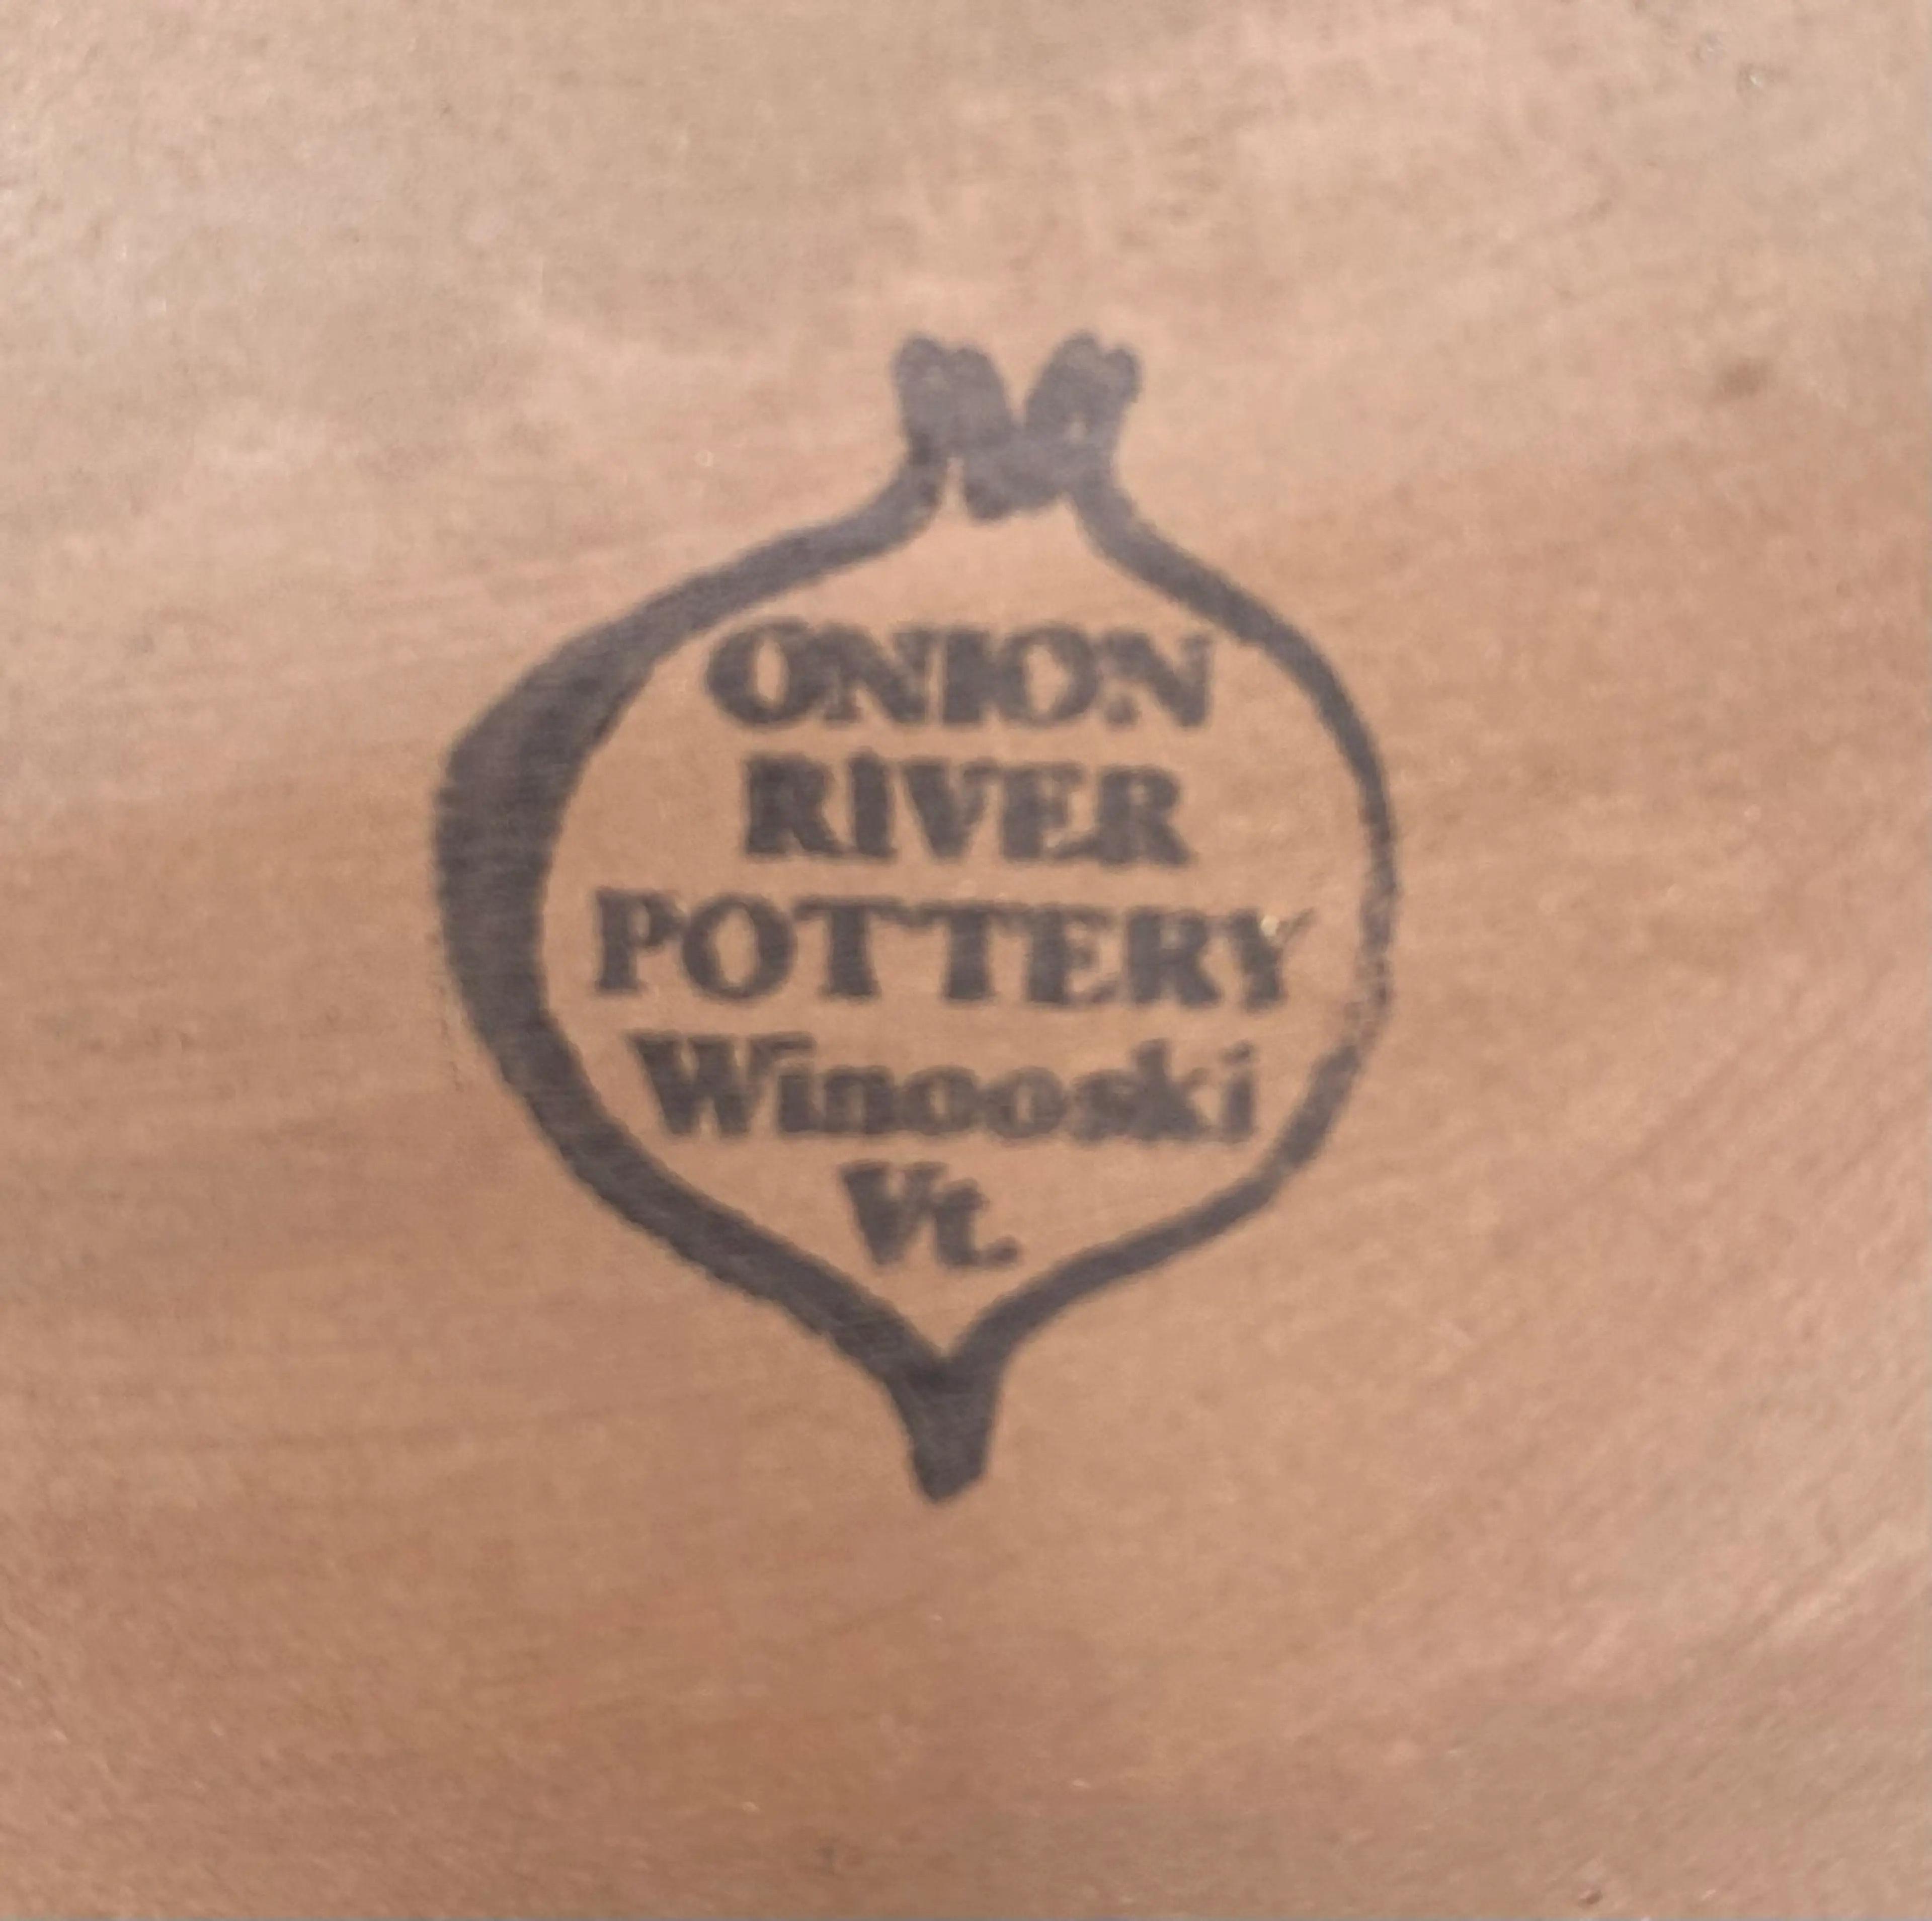 ONION
RIVER
POTTERY
Winooski
Vt.